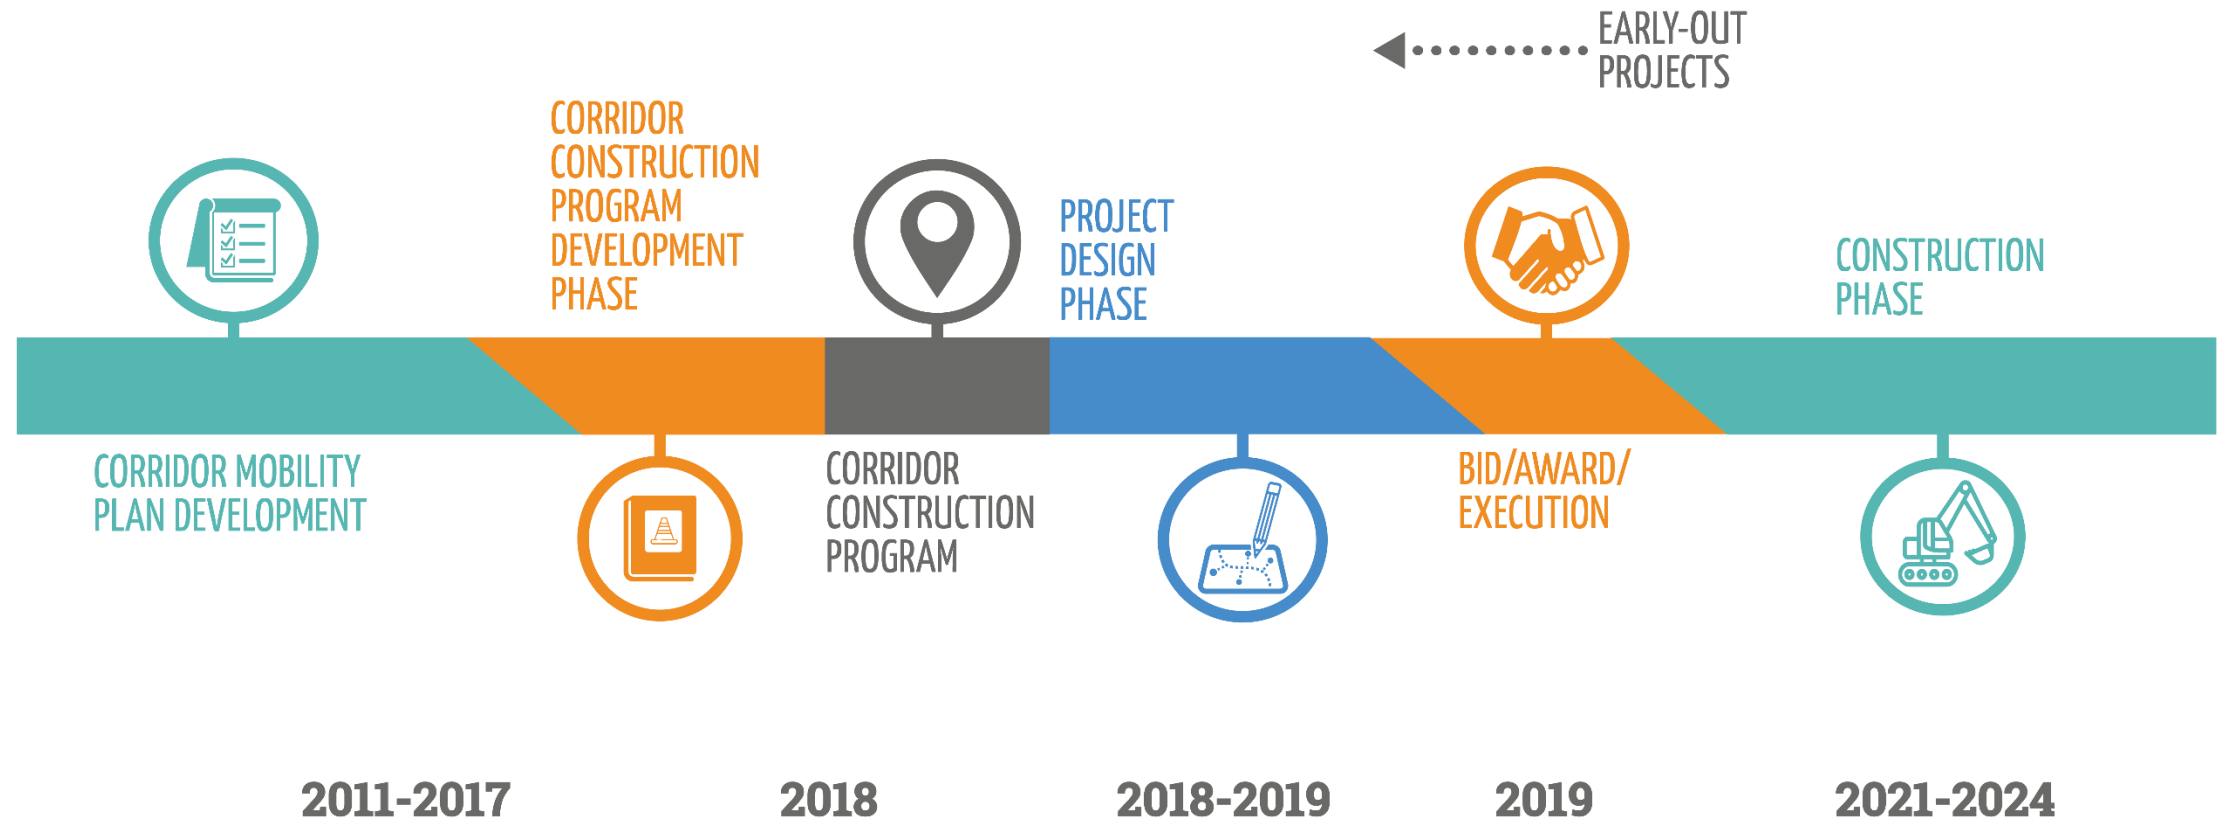 EARLY-OUT
PROJECTS
CORRIDOR
CONSTRUCTION
PROGRAM
DEVELOPMENT
PHASE
PROJECT
DESIGN
PHASE
CONSTRUCTION
PHASE
CORRIDOR MOBILITY
PLAN DEVELOPMENT
CORRIDOR
CONSTRUCTION
PROGRAM
BID/AWARD/
EXECUTION
2011-2017
2018
2018-2019
2019
2021-2024